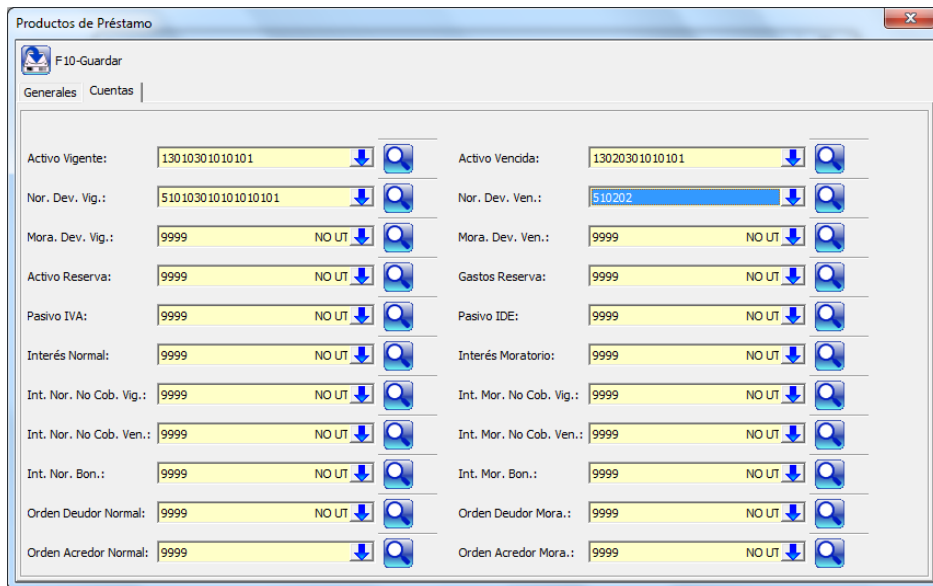 Productos de Préstamo
F10-Guardar
Generales Cuentas
Activo Vigente: 13010301010101 Activo Vencida: 13020301010101
Nor. Dev. Vig.: 510103010101010101 Nor. Dev. Ven.: 510202
Mora. Dev. Vig.: 9999 NO UT Mora. Dev. Ven.: 9999 NO UT
Activo Reserva: 9999 NO UT Gastos Reserva: 9999 NO UT
Pasivo IVA: 9999 NO UT Pasivo IDE: 9999 NO UT
Interés Normal: 9999 NO UT Interés Moratorio: 9999 NO UT
Int. Nor. No Cob. Vig.: 9999 NO UT Int. Mor. No Cob. Vig.: 9999 NO UT
Int. Nor. No Cob. Ven.: 9999 NO UT Int. Mor. No Cob. Ven.: 9999 NO UT
Int. Nor. Bon.: 9999 NO UT Int. Mor. Bon.: 9999 NO UT
Orden Deudor Normal: 9999 NO UT Orden Deudor Mora.: 9999 NO UT
Orden Acredor Normal: 9999 Orden Acredor Mora.: 9999 NO UT